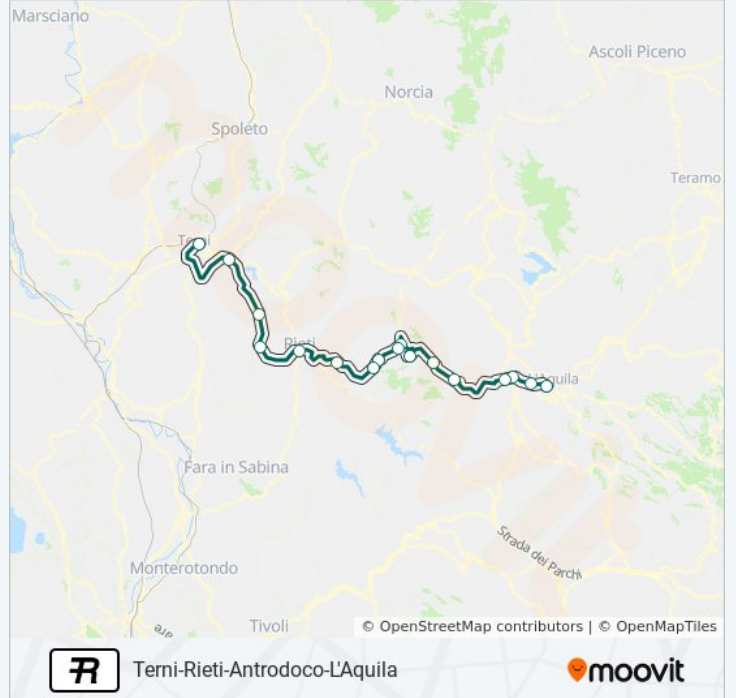 Marsciano
Ascoli Piceno
Norcia
Spoleto
Teramo
Terni
Rieti
L'Aquila
Fara in Sabina
Strada dei Parchi
Monterotondo
Tivoli
© OpenStreetMap contributors | © OpenMapTiles
R
Terni-Rieti-Antrodoco-L'Aquila
moovit